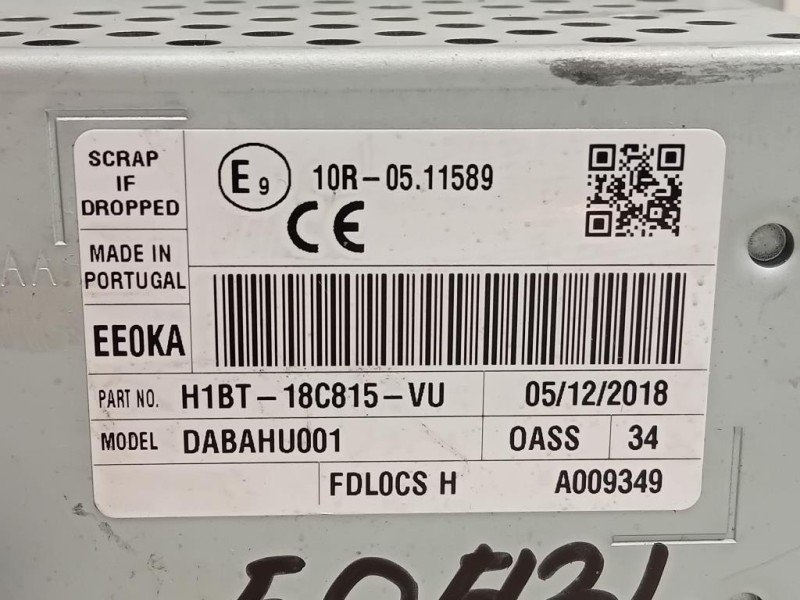 SCRAP
IF
DROPPED
E9 10R-05.11589
CE
MADE IN
PORTUGAL
EE0KA
PART NO. H1BT-18C815-VU 05/12/2018
MODEL DABAHU001 OASS 34
FDL0CS H A009349